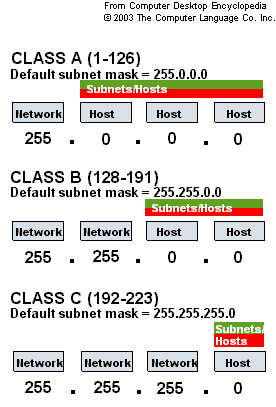 From Computer Desktop Encyclopedia
© 2003 The Computer Language Co. Inc.
CLASS A (1-126)
Default subnet mask = 255.0.0.0
Subnets/Hosts
Network Host Host Host
255 . 0 . 0 . 0
CLASS B (128-191)
Default subnet mask = 255.255.0.0
Subnets/Hosts
Network Network Host Host
255 . 255 . 0 . 0
CLASS C (192-223)
Default subnet mask = 255.255.255.0
Subnets/
Hosts
Network Network Network Host
255 . 255 . 255 . 0